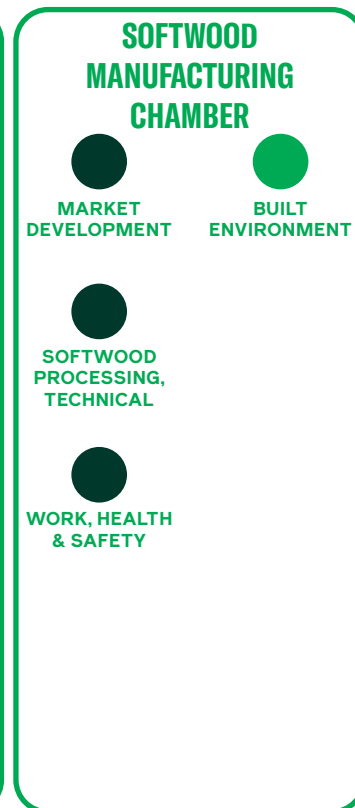 SOFTWOOD
MANUFACTURING
CHAMBER
MARKET
DEVELOPMENT
BUILT
ENVIRONMENT
SOFTWOOD
PROCESSING,
TECHNICAL
WORK, HEALTH
& SAFETY